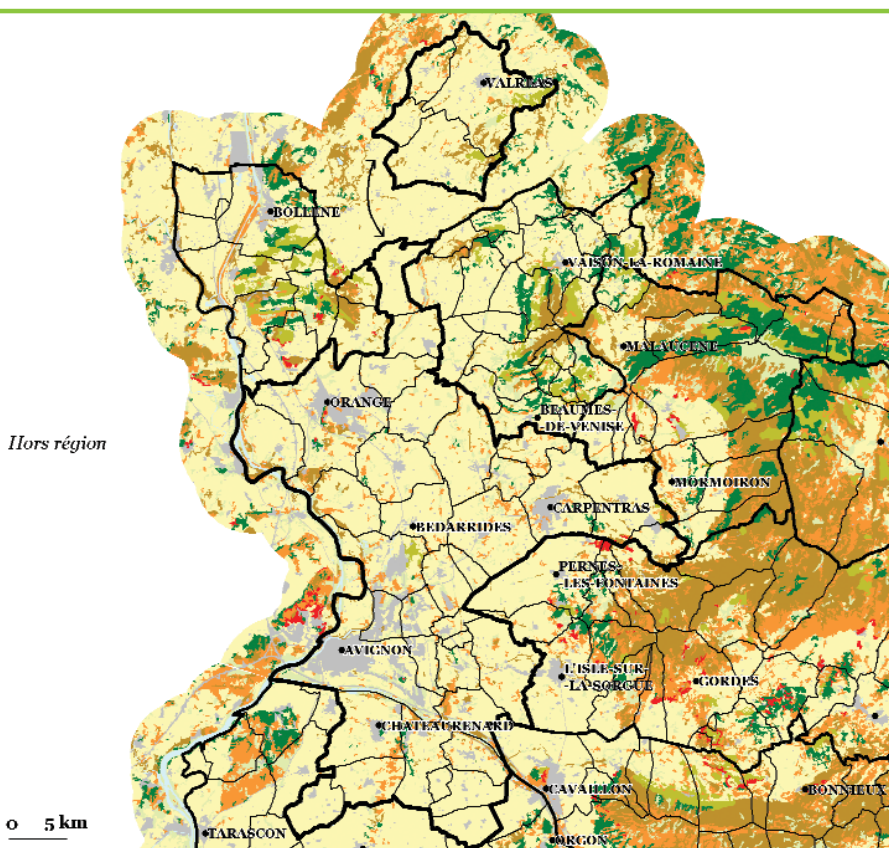 VALREAS
BOLLENE
VAISON-LA-ROMAINE
MALAUCENE
ORANGE
BEAUMES-
-DE-VENISE
Hors région
MORMOIRON
CARPENTRAS
BEDARRIDES
PERNES-
-LES-FONTAINES
AVIGNON
L'ISLE-SUR-
-LA-SORGUE
GORDES
CHATEAURENARD
CAVAILLON
BONNIEUX
0 5 km
TARASCON
ORGON